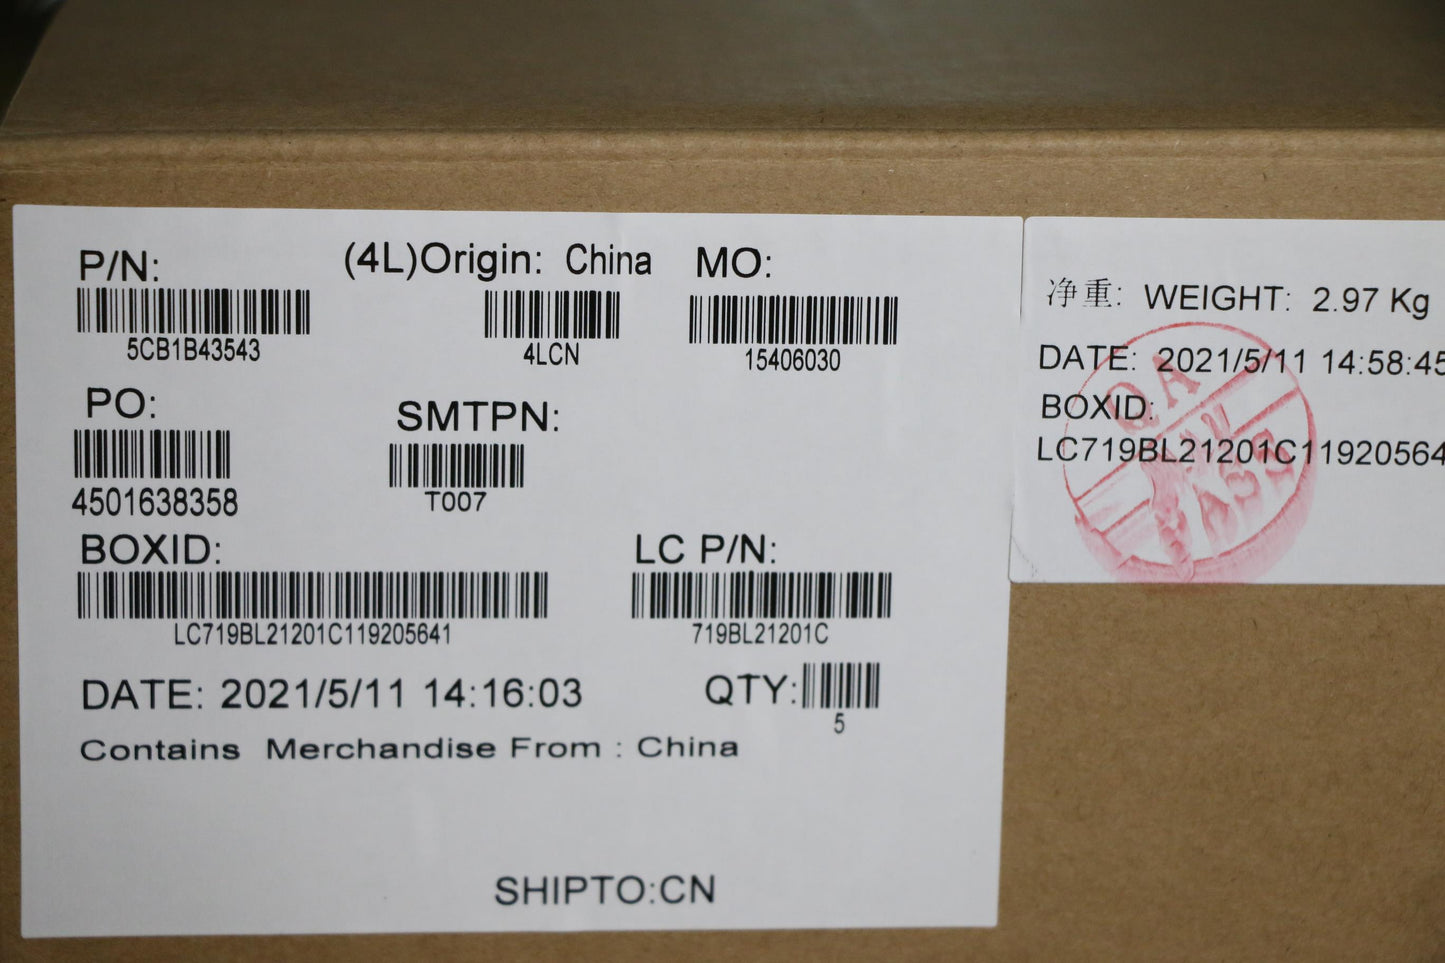 P/N: (4L)Origin: China MO:
5CB1B43543 4LCN 15406030
PO: SMTPN:
4501638358 T007
BOXID: LC P/N:
LC719BL21201C119205641 719BL21201C
DATE: 2021/5/11 14:16:03 QTY:
5
Contains Merchandise From : China
SHIPTO:CN
净重: WEIGHT: 2.97 Kg
DATE: 2021/5/11 14:58:45
BOXID:
LC719BL21201C11920564
QA